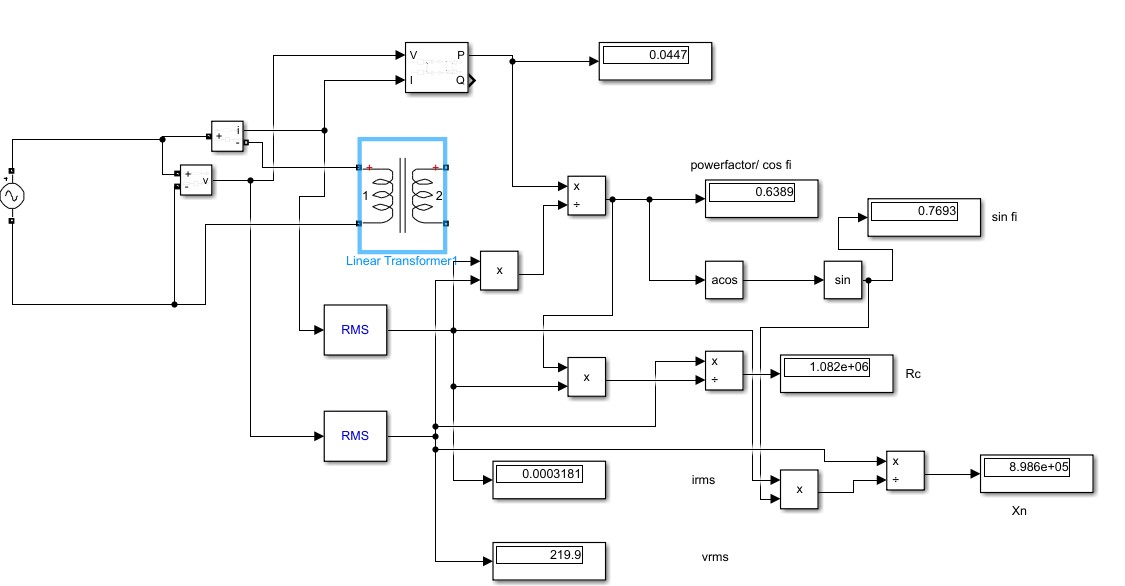 V P
I Q
0.0447
+ i
-
+
- v
+ +
1 2
Linear Transformer1
powerfactor/ cos fi
x
÷
0.6389
0.7693
sin fi
x
acos
sin
RMS
x
x
÷
1.082e+06
Rc
RMS
0.0003181
irms
x
x
÷
8.986e+05
Xn
219.9
vrms